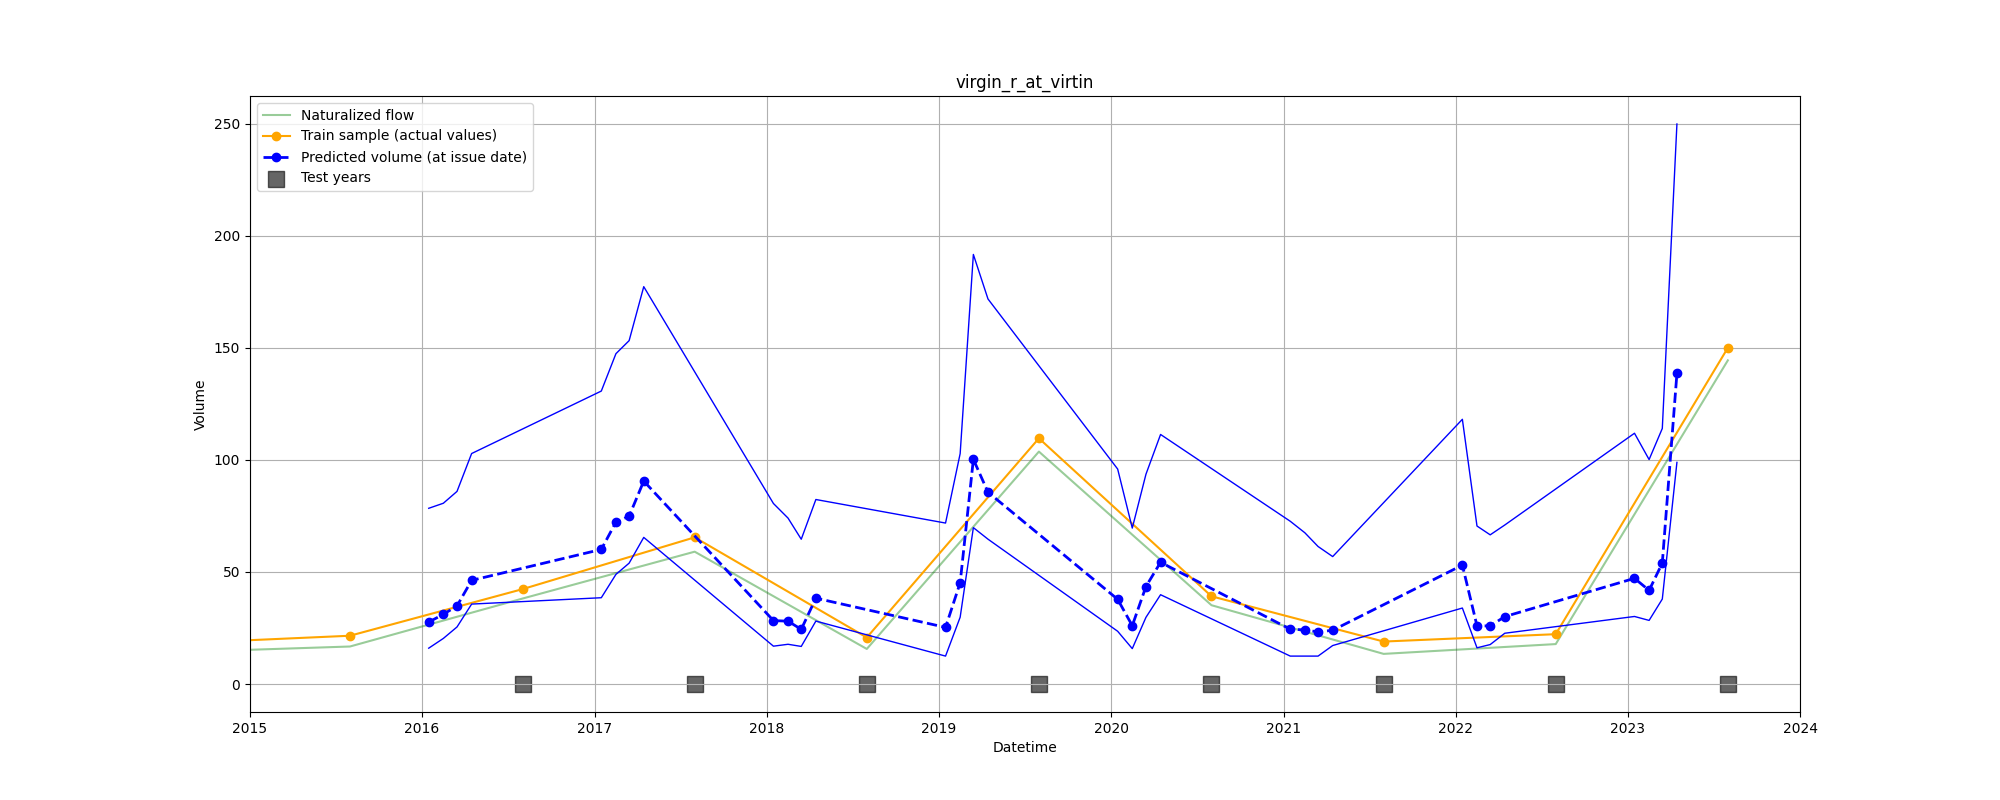 virgin_r_at_virtin
Naturalized flow
Train sample (actual values)
Predicted volume (at issue date)
Test years
250
200
150
100
50
0
Volume
2015 2016 2017 2018 2019 2020 2021 2022 2023 2024
Datetime